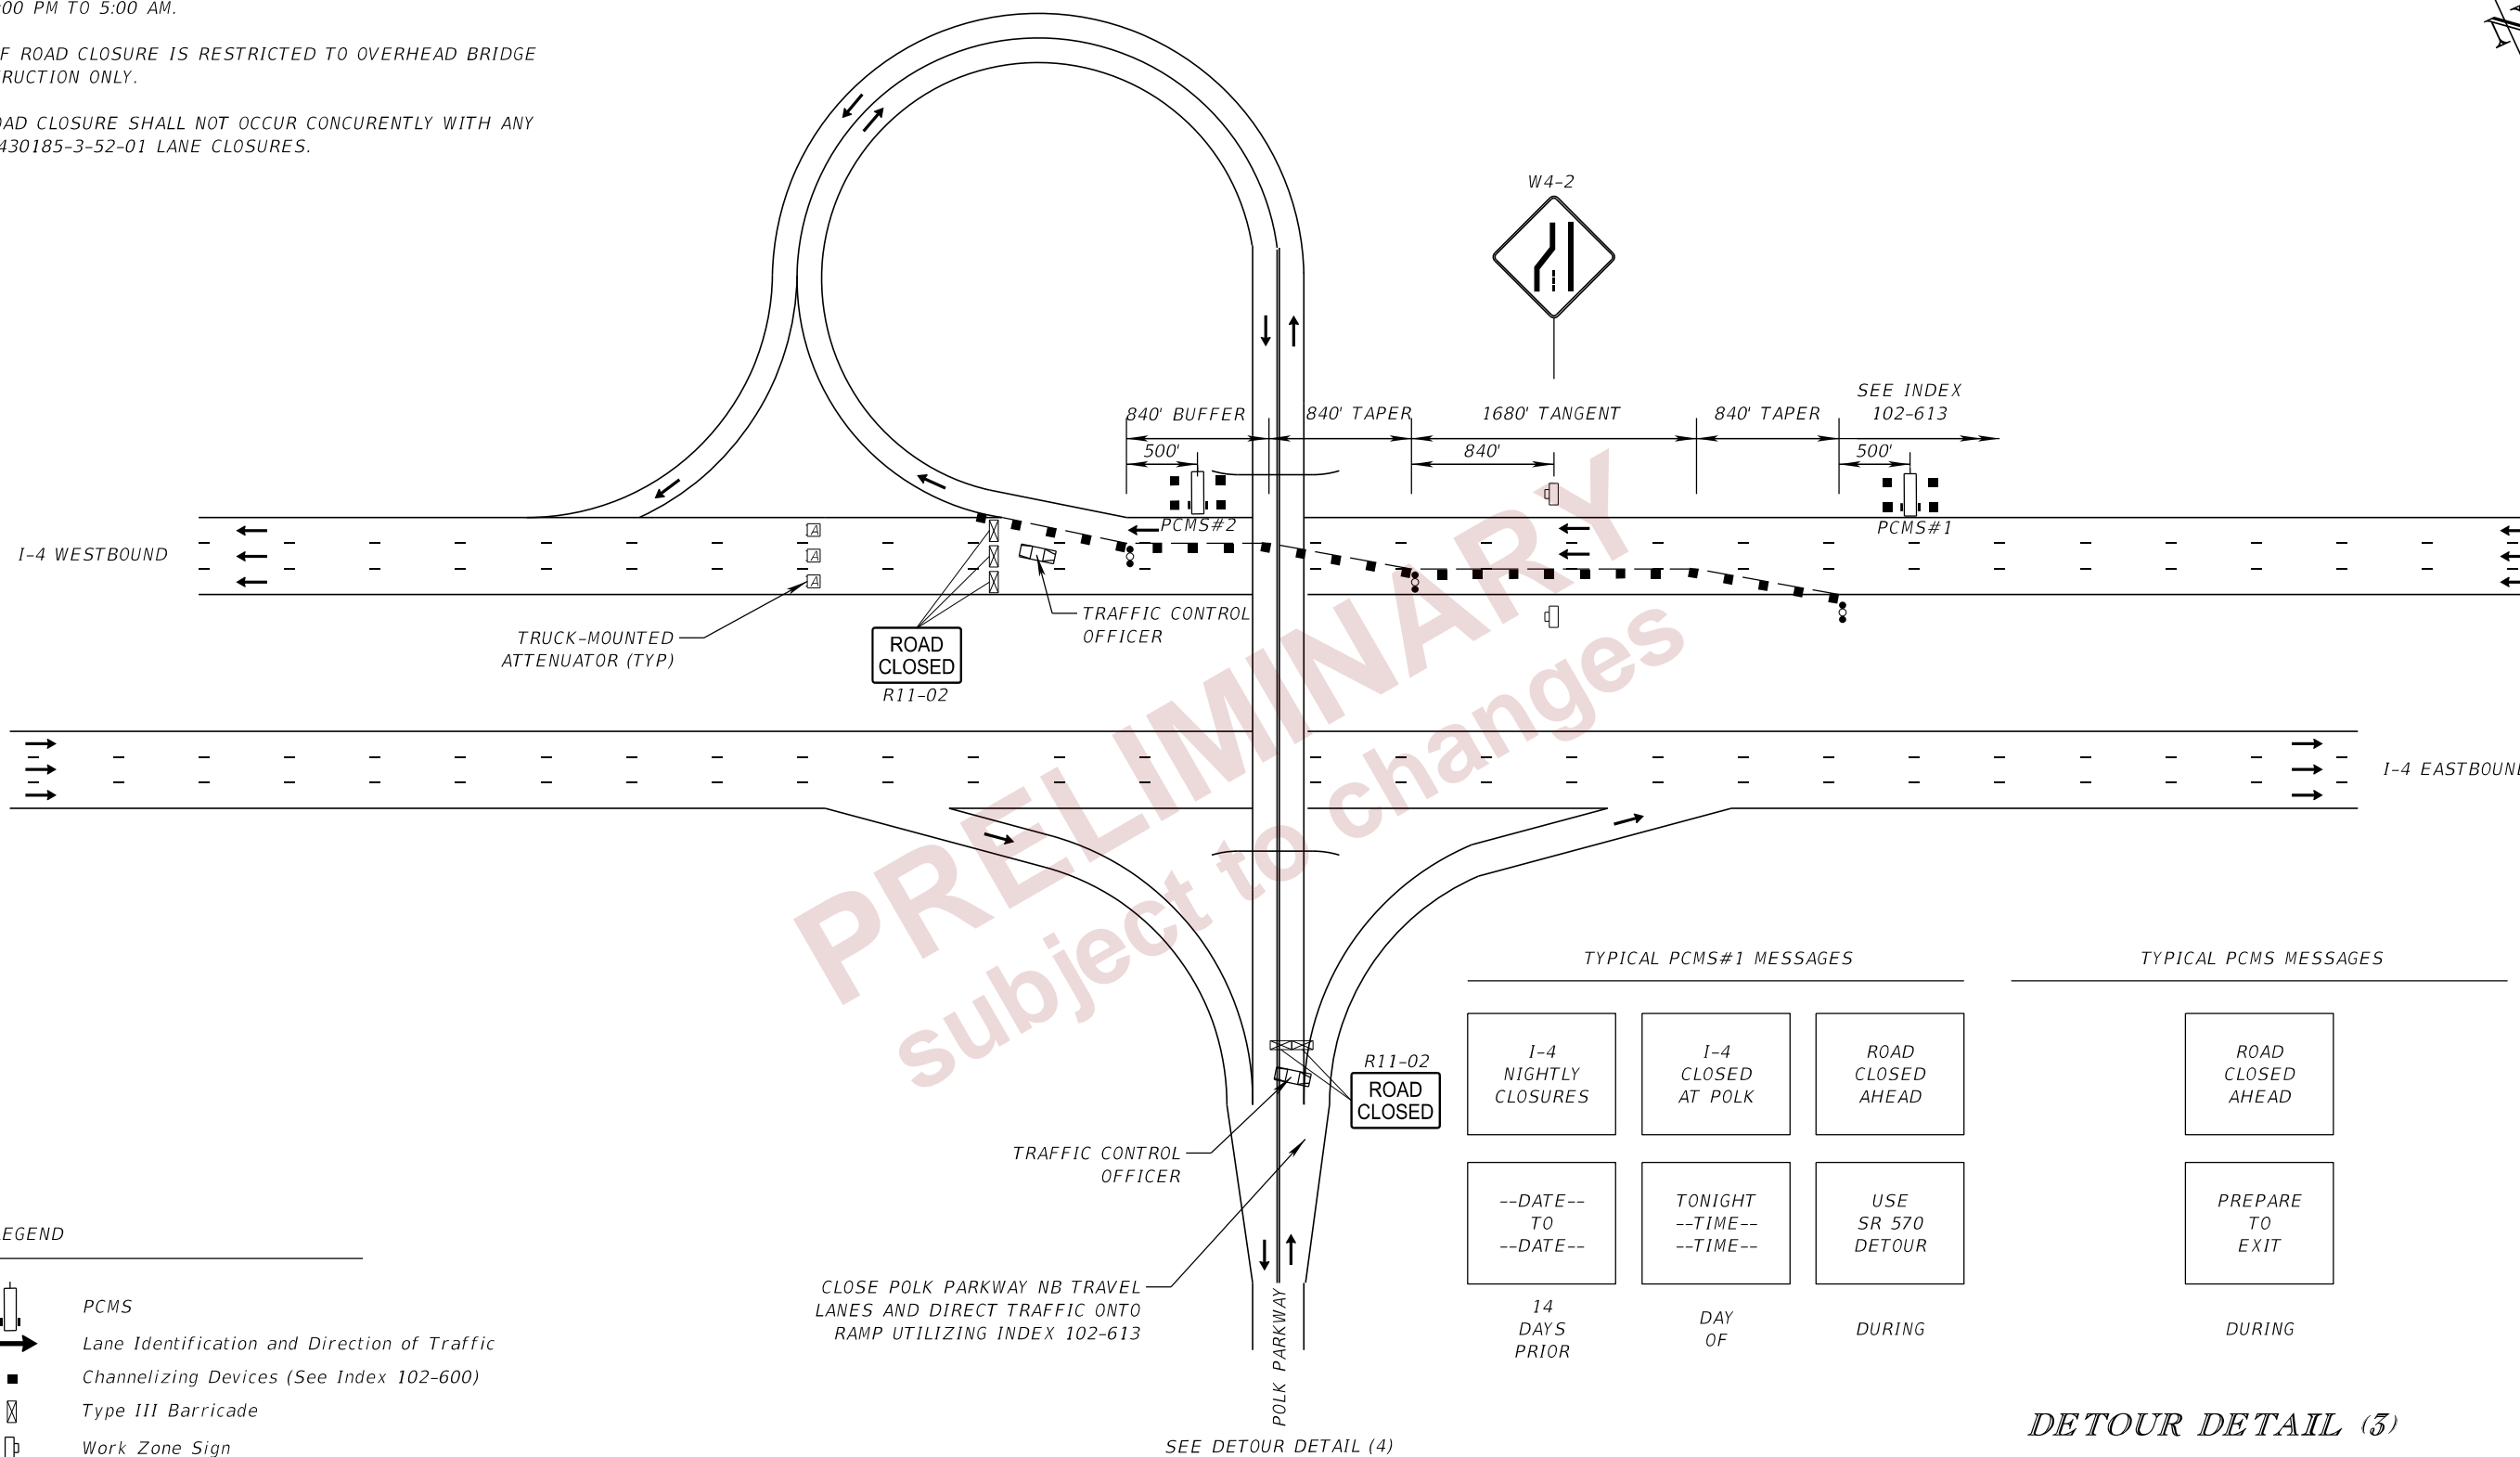 :00 PM TO 5:00 AM.
F ROAD CLOSURE IS RESTRICTED TO OVERHEAD BRIDGE
RUCTION ONLY.
OAD CLOSURE SHALL NOT OCCUR CONCURENTLY WITH ANY
430185-3-52-01 LANE CLOSURES.
N
W4-2
SEE INDEX
102-613
840' BUFFER
840' TAPER
1680' TANGENT
840' TAPER
500'
840'
500'
PCMS#2
PCMS#1
I-4 WESTBOUND
A
A
A
TRUCK-MOUNTED
ATTENUATOR (TYP)
ROAD
CLOSED
R11-02
TRAFFIC CONTROL
OFFICER
PRELIMINARY
subject to changes
I-4 EASTBOUND
R11-02
ROAD
CLOSED
TRAFFIC CONTROL
OFFICER
CLOSE POLK PARKWAY NB TRAVEL
LANES AND DIRECT TRAFFIC ONTO
RAMP UTILIZING INDEX 102-613
POLK PARKWAY
SEE DETOUR DETAIL (4)
TYPICAL PCMS#1 MESSAGES
I-4
NIGHTLY
CLOSURES
--DATE--
TO
--DATE--
14
DAYS
PRIOR
I-4
CLOSED
AT POLK
TONIGHT
--TIME--
--TIME--
DAY
OF
ROAD
CLOSED
AHEAD
USE
SR 570
DETOUR
DURING
TYPICAL PCMS MESSAGES
ROAD
CLOSED
AHEAD
PREPARE
TO
EXIT
DURING
LEGEND
PCMS
Lane Identification and Direction of Traffic
Channelizing Devices (See Index 102-600)
Type III Barricade
Work Zone Sign
DETOUR DETAIL (3)